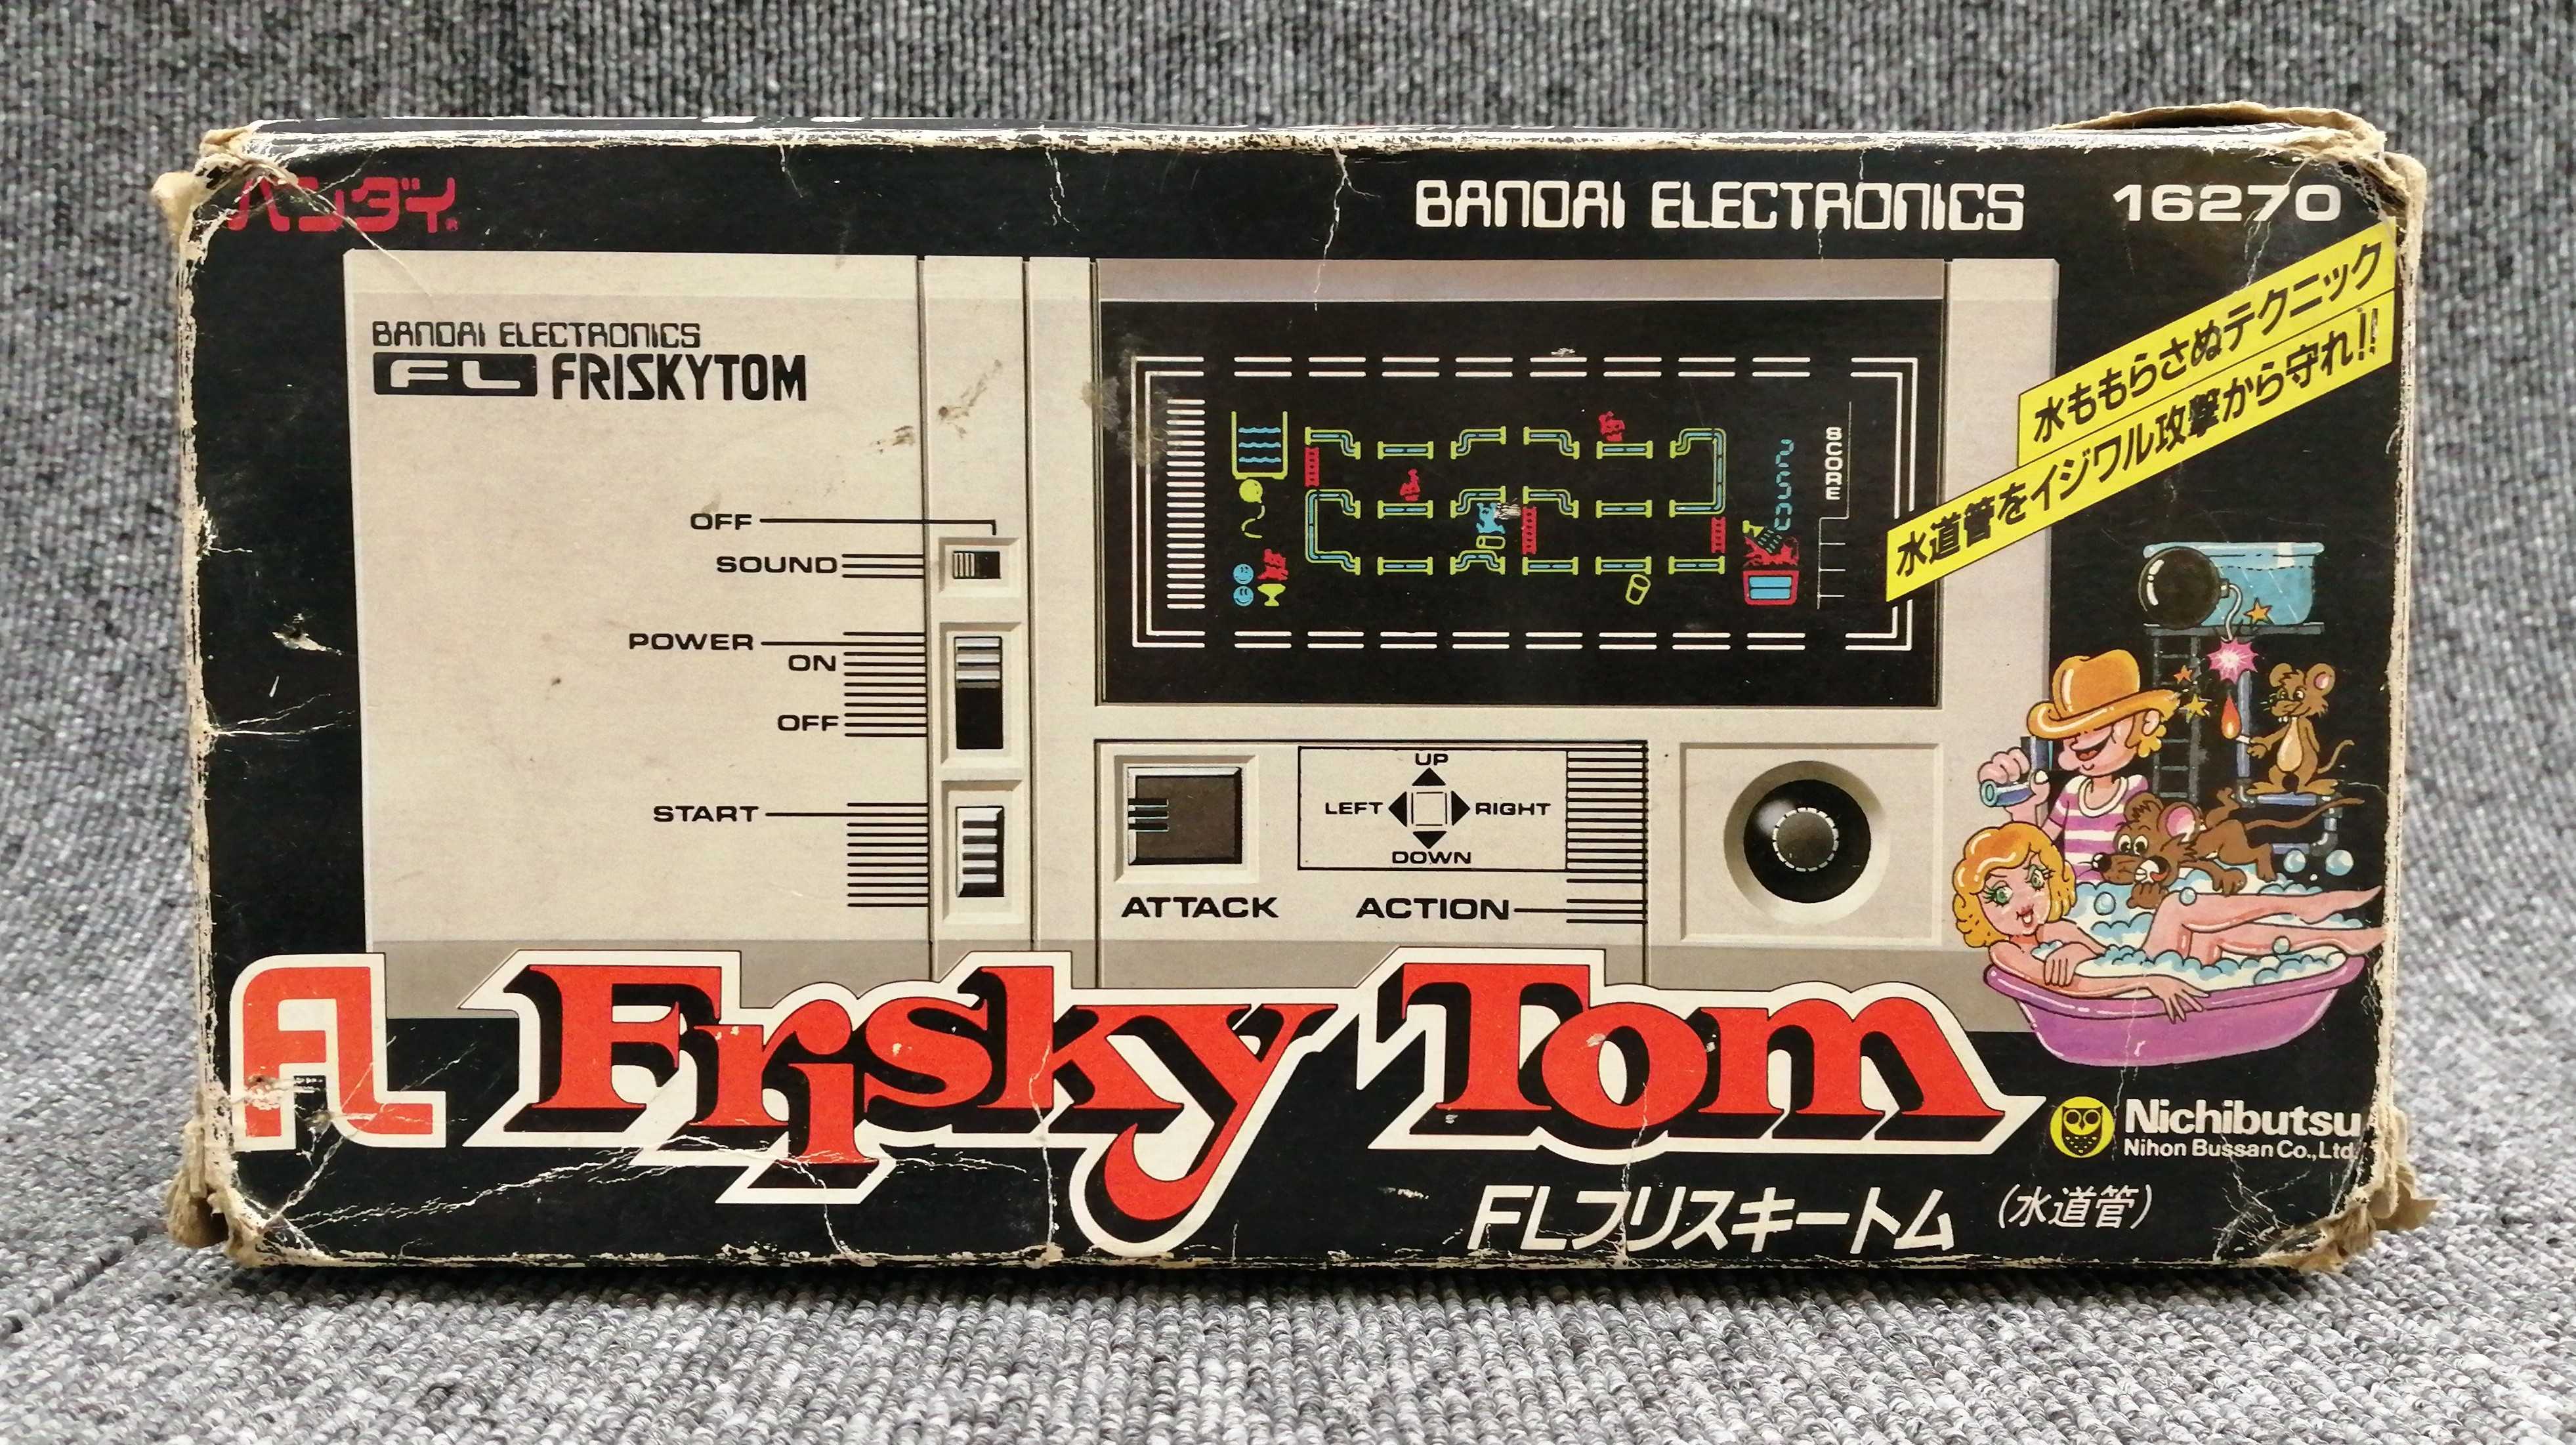 バンダイ
BANDAI ELECTRONICS 16270
水ももらさぬテクニック
水道管をイジワル攻撃から守れ!!
BANDAI ELECTRONICS
FL FRISKYTOM
OFF
SOUND
POWER
ON
OFF
START
SCORE
UP
LEFT RIGHT
DOWN
ATTACK
ACTION
FL Frisky Tom
Nichibutsu
Nihon Bussan Co.,Ltd.
FLフリスキートム (水道管)